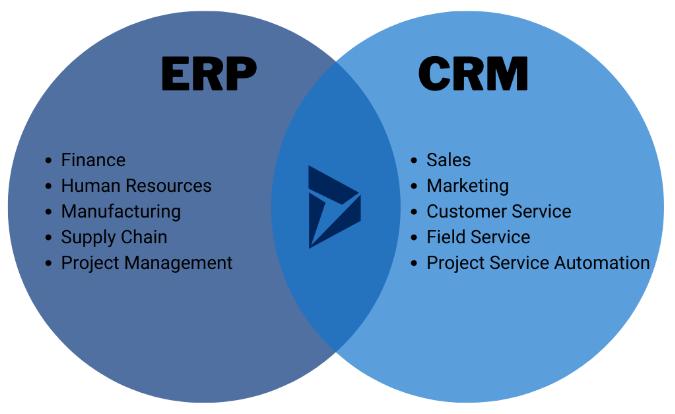 ERP
• Finance
• Human Resources
• Manufacturing
• Supply Chain
• Project Management
CRM
• Sales
• Marketing
• Customer Service
• Field Service
• Project Service Automation